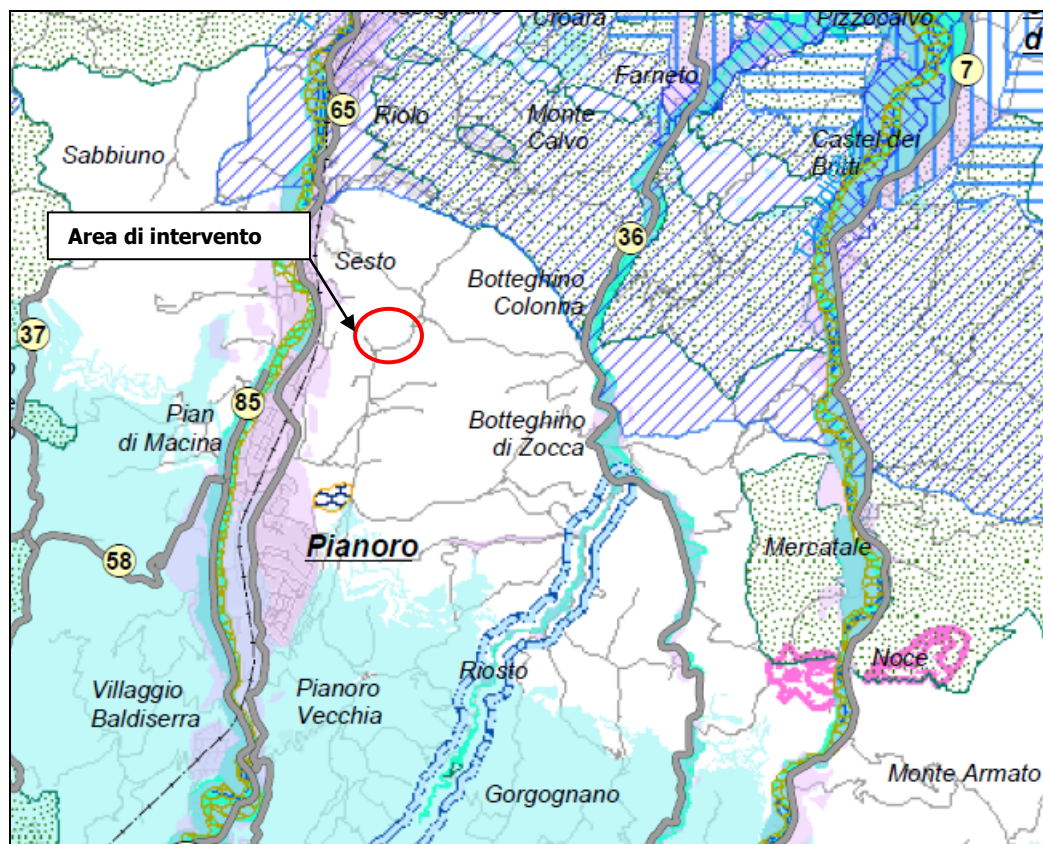 Croara
Pizzocalvo
d
Farneto
7
65
Riolo
Monte
Calvo
Castel dei
Britti
Sabbiuno
Area di intervento
36
Sesto
Botteghino
Colonna
37
85
Pian
di Macina
Botteghino
di Zocca
Pianoro
Mercatale
58
Noce
Riosto
Villaggio
Baldiserra
Pianoro
Vecchia
Gorgognano
Monte Armato